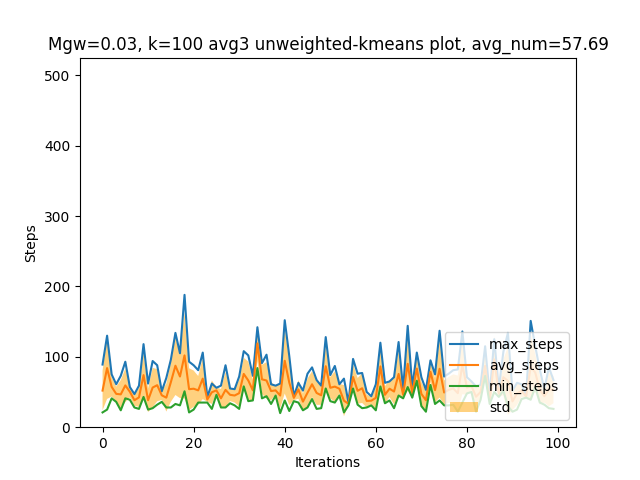 Mgw=0.03, k=100 avg3 unweighted-kmeans plot, avg_num=57.69
500
400
300
200
100
0
Steps
0 20 40 60 80 100
Iterations
max_steps
avg_steps
min_steps
std